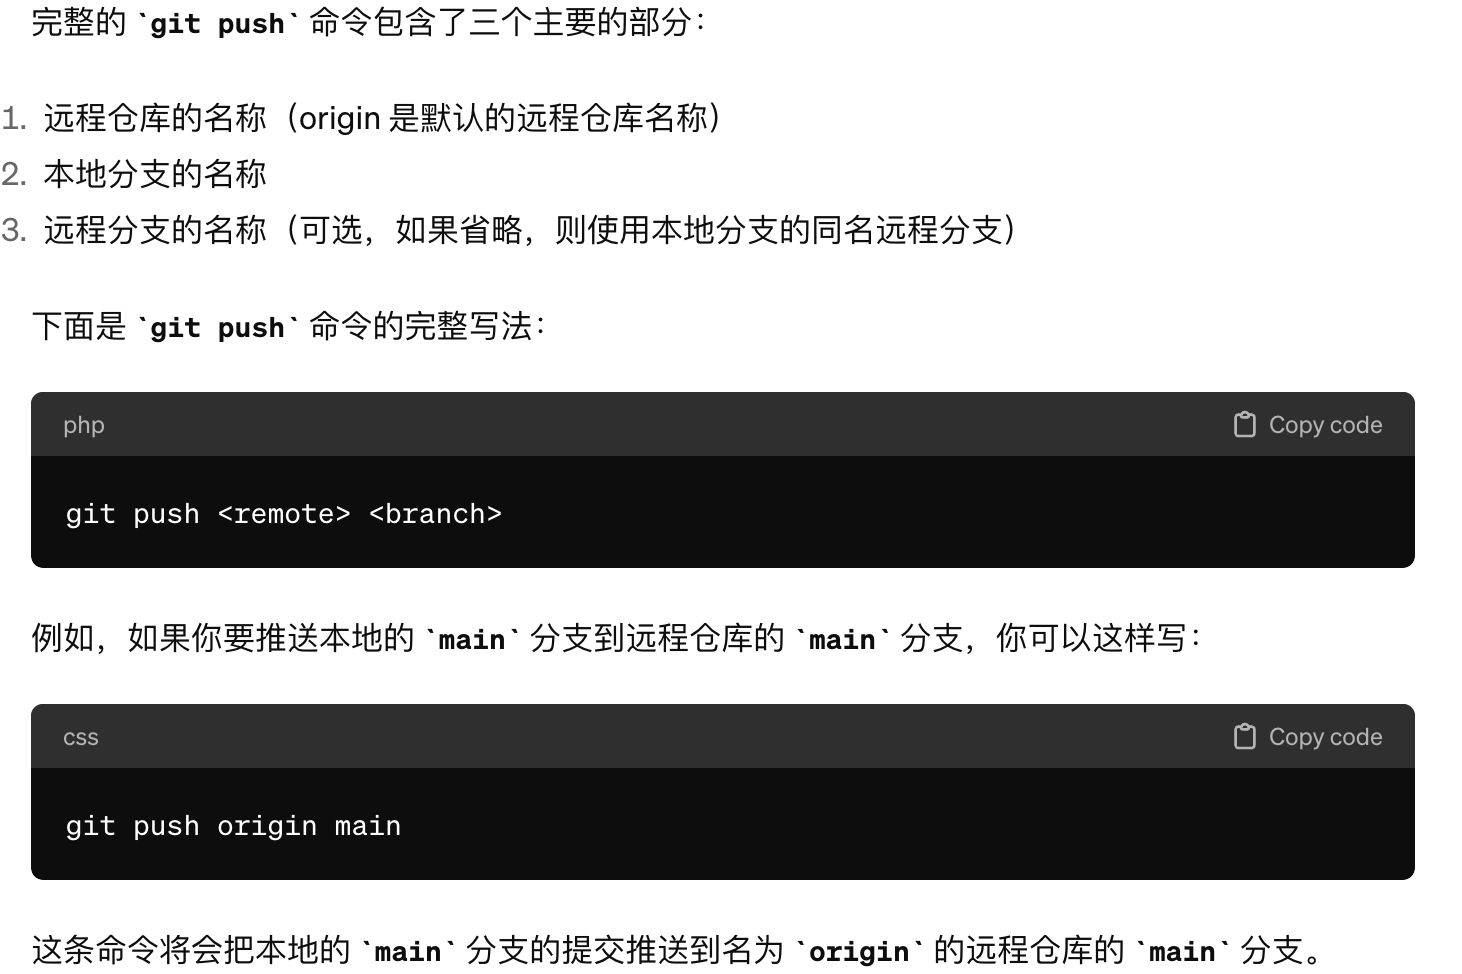 完整的 `git push` 命令包含了三个主要的部分：
1. 远程仓库的名称（origin 是默认的远程仓库名称）
2. 本地分支的名称
3. 远程分支的名称（可选，如果省略，则使用本地分支的同名远程分支）
下面是 `git push` 命令的完整写法：
php Copy code
git push <remote> <branch>
例如，如果你要推送本地的 `main` 分支到远程仓库的 `main` 分支，你可以这样写：
css Copy code
git push origin main
这条命令将会把本地的 `main` 分支的提交推送到名为 `origin` 的远程仓库的 `main` 分支。